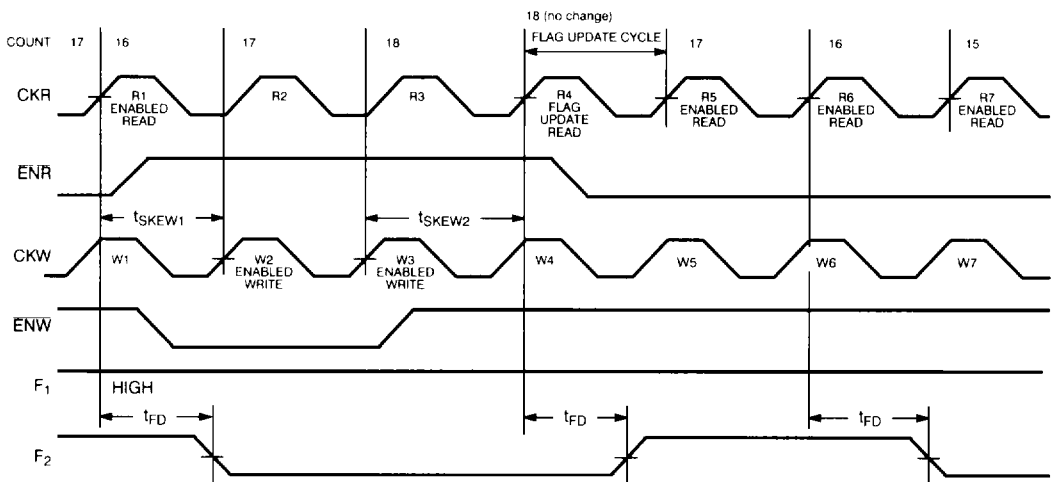 18 (no change)
COUNT 17 16 17 18 FLAG UPDATE CYCLE 17 16 15
CKR R1 ENABLED READ R2 R3 R4 FLAG UPDATE READ R5 ENABLED READ R6 ENABLED READ R7 ENABLED READ
ENR
tSKEW1 tSKEW2
CKW W1 W2 ENABLED WRITE W3 ENABLED WRITE W4 W5 W6 W7
ENW
F1 HIGH
tFD tFD tFD
F2